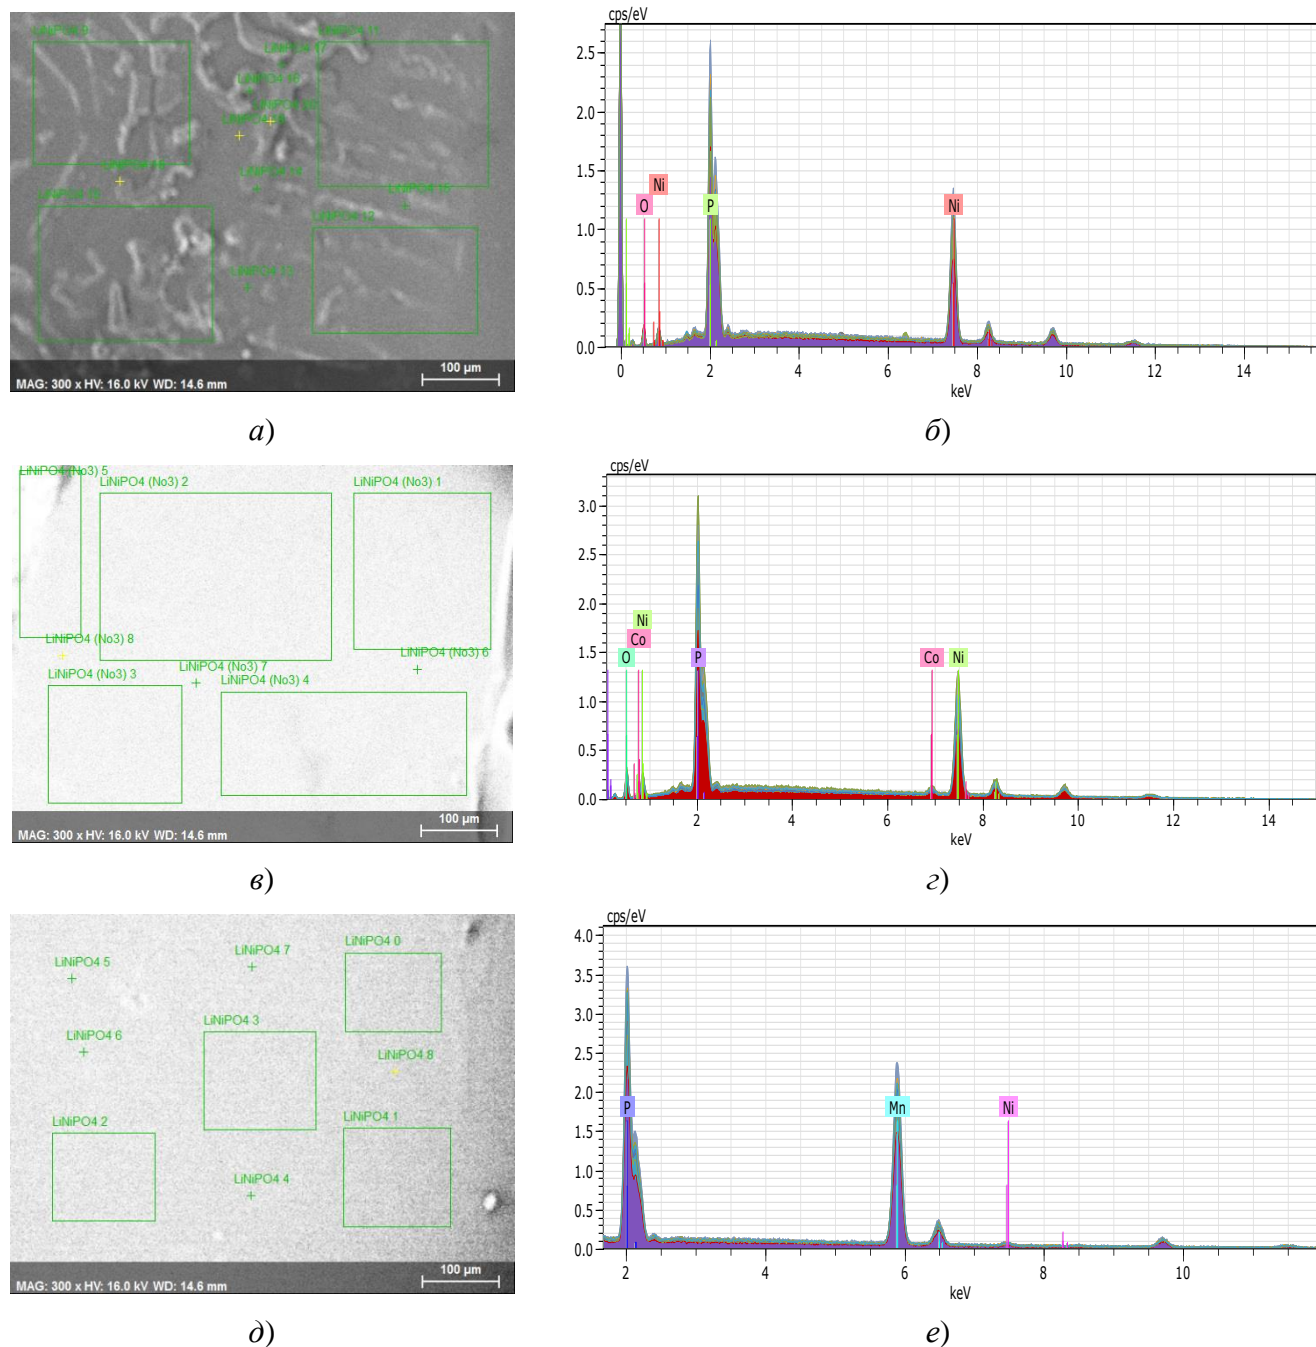 LiNiPO4 9
LiNiPO4 11
LiNiPO4 17
LiNiPO4 16
LiNiPO4 14
LiNiPO4 15
LiNiPO4 10
LiNiPO4 12
LiNiPO4 13
100 µm
MAG: 300 x HV: 16.0 kV WD: 14.6 mm
а)
cps/eV
2.5
2.0
1.5
1.0
0.5
0.0
O
Ni
P
Ni
0 2 4 6 8 10 12 14
keV
б)
LiNiPO4 (No3) 5
LiNiPO4 (No3) 2
LiNiPO4 (No3) 1
LiNiPO4 (No3) 8
LiNiPO4 (No3) 7
LiNiPO4 (No3) 6
LiNiPO4 (No3) 3
LiNiPO4 (No3) 4
100 µm
MAG: 300 x HV: 16.0 kV WD: 14.6 mm
в)
cps/eV
3.0
2.5
2.0
1.5
1.0
0.5
0.0
Ni
Co
O
P
Co
Ni
2 4 6 8 10 12 14
keV
г)
LiNiPO4 7
LiNiPO4 0
LiNiPO4 5
LiNiPO4 3
LiNiPO4 6
LiNiPO4 8
LiNiPO4 2
LiNiPO4 1
LiNiPO4 4
100 µm
MAG: 300 x HV: 16.0 kV WD: 14.6 mm
д)
cps/eV
4.0
3.5
3.0
2.5
2.0
1.5
1.0
0.5
0.0
P
Mn
Ni
2 4 6 8 10
keV
е)